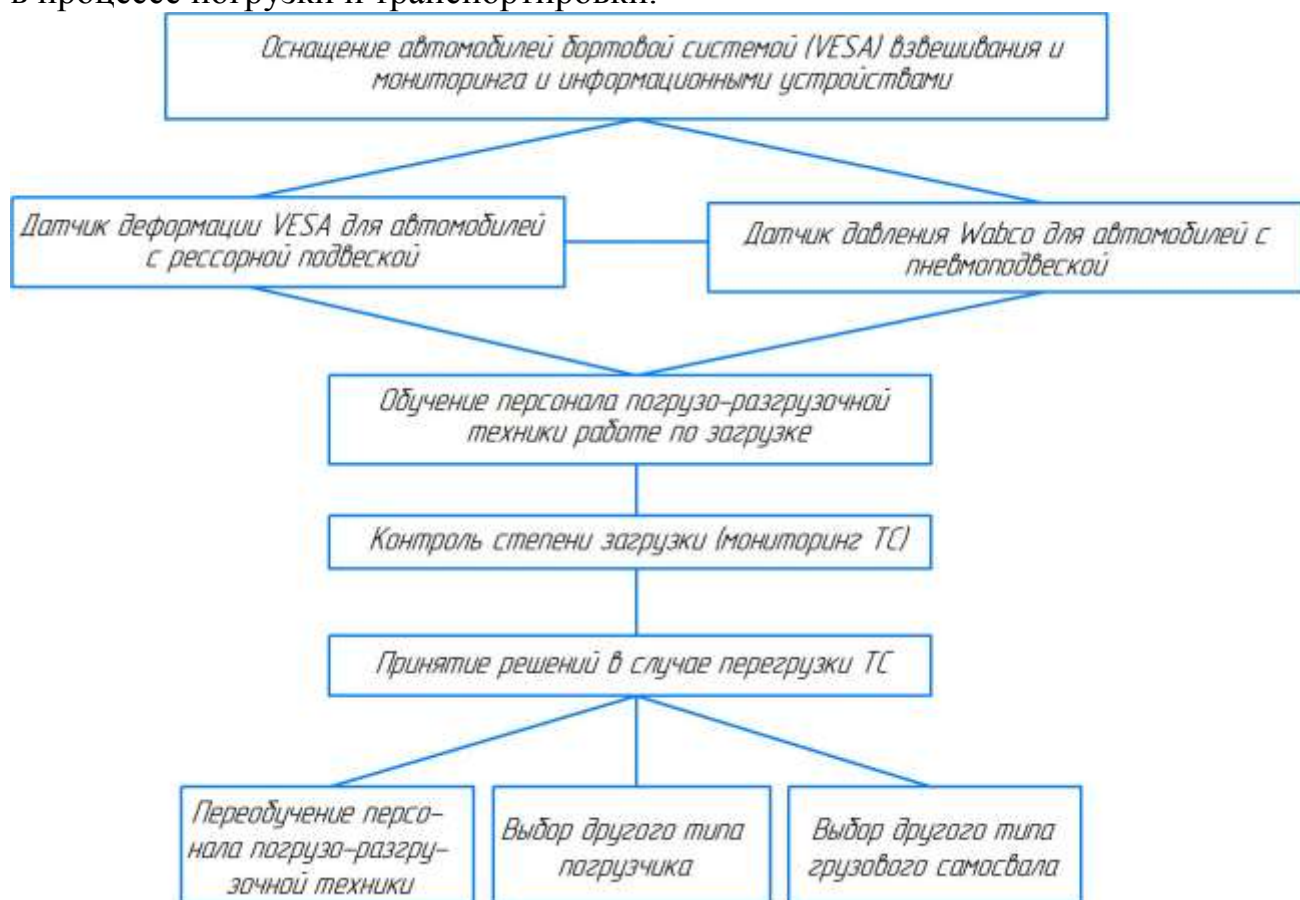 в процессе погрузки и транспортировки.
Оснащение автомобилей бортовой системой (VESA) взвешивания и
мониторинга и информационными устройствами
Датчик деформации VESA для автомобилей
с рессорной подвеской
Датчик давления Wabco для автомобилей с
пневмоподвеской
Обучение персонала погрузо-разгрузочной
техники работе по загрузке
Контроль степени загрузки (мониторинг ТС)
Принятие решений в случае перегрузки ТС
Переобучение персо-
нала погрузо-разгру-
зочной техники
Выбор другого типа
погрузчика
Выбор другого типа
грузового самосвала